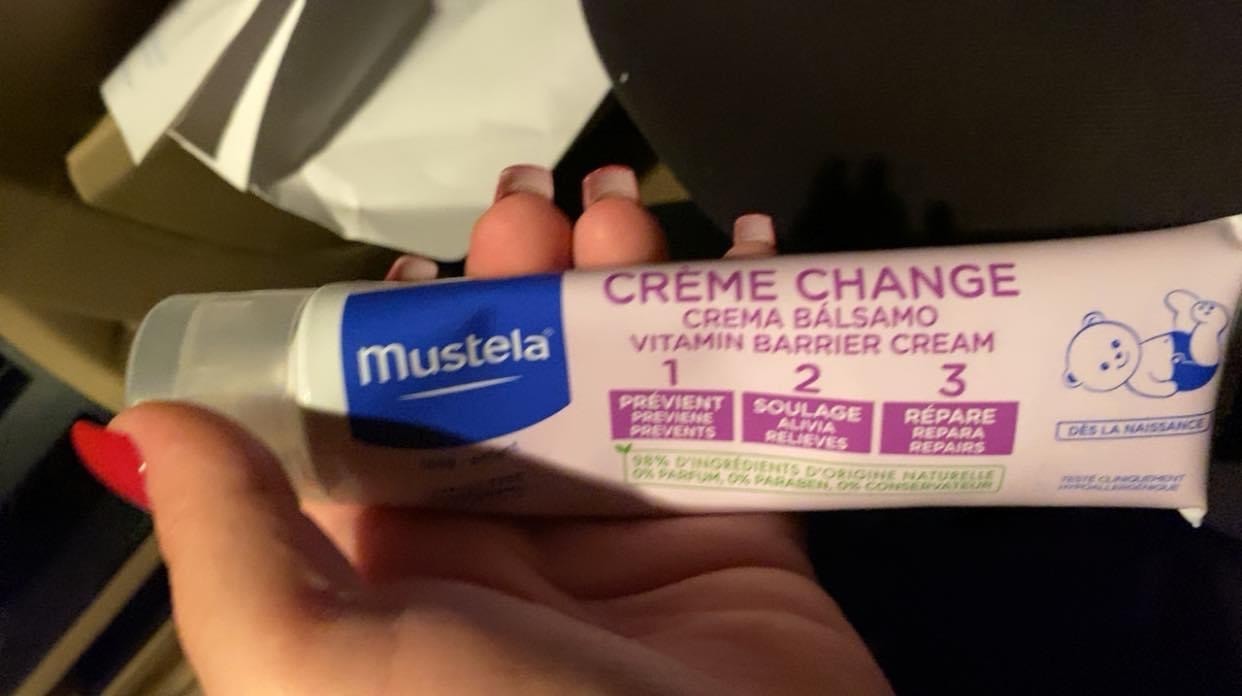 mustela®
CRÈME CHANGE
CREMA BÁLSAMO
VITAMIN BARRIER CREAM
1
PRÉVIENT
PREVIENE
PREVENTS
2
SOULAGE
ALIVIA
RELIEVES
3
RÉPARE
REPARA
REPAIRS
98% D'INGRÉDIENTS D'ORIGINE NATURELLE
0% PARFUM, 0% PARABEN, 0% CONSERVATEUR
DÈS LA NAISSANCE
TESTÉ CLINIQUEMENT
HYPOALLERGÉNIQUE